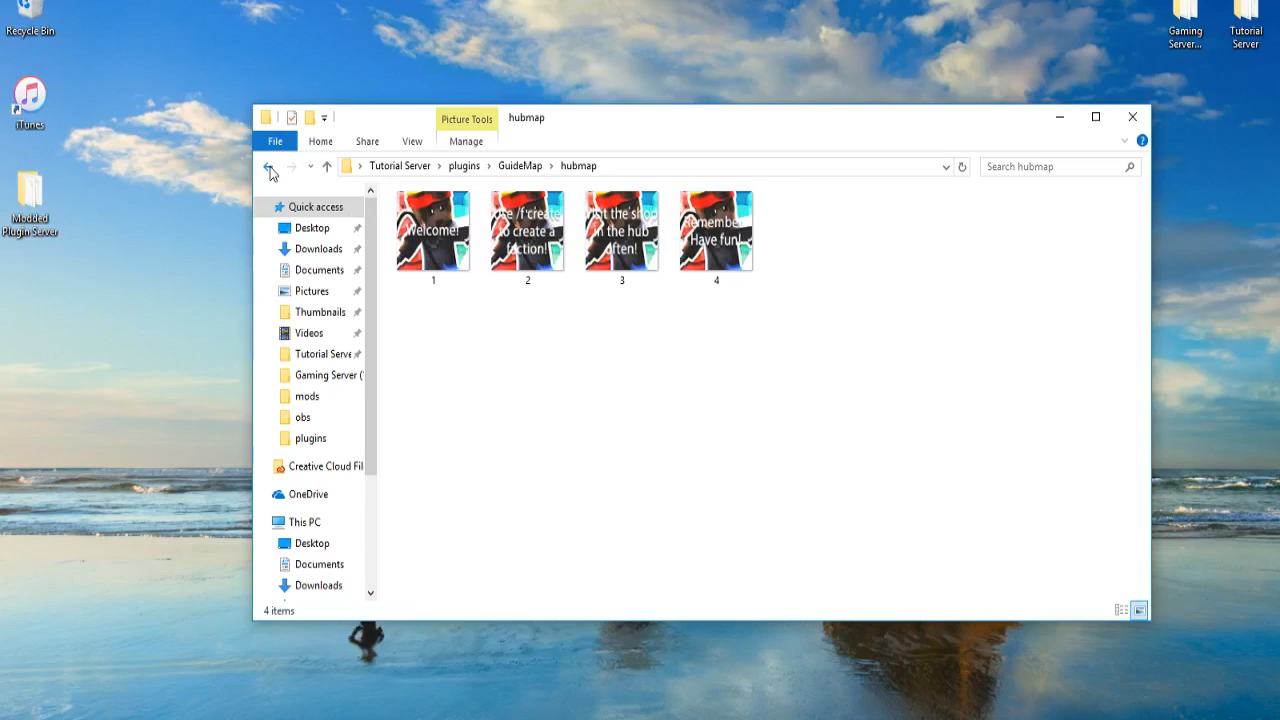 Recycle Bin
iTunes
Modded
Plugin Server
Gaming
Server...
Tutorial
Server
Picture Tools
hubmap
File
Home
Share
View
Manage
Tutorial Server
plugins
GuideMap
hubmap
Search hubmap
Quick access
Desktop
Downloads
Documents
Pictures
Thumbnails
Videos
Tutorial Serve
Gaming Server (
mods
obs
plugins
Creative Cloud Fil
OneDrive
This PC
Desktop
Documents
Downloads
Welcome!
1
/f create
to create a
faction!
2
the shop
in the hub
often!
3
Remember
Have fun!
4
4 items